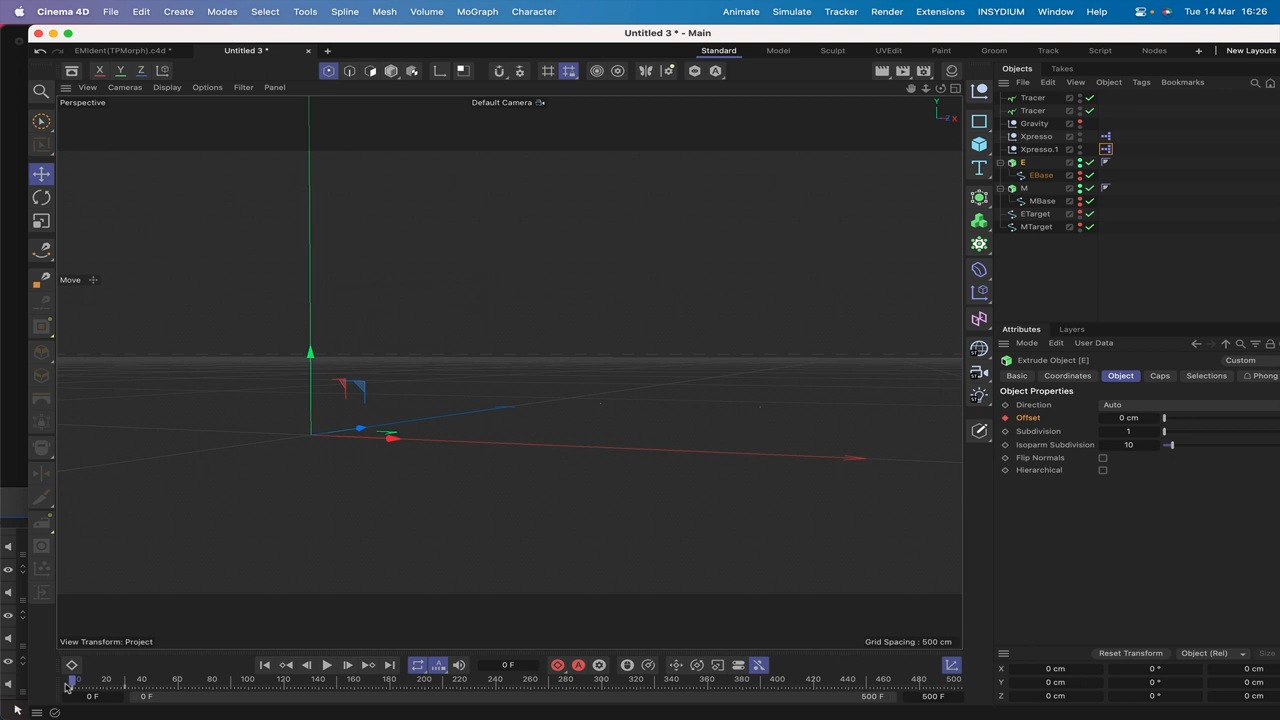 Cinema 4D File Edit Create Modes Select Tools Spline Mesh Volume MoGraph Character Animate Simulate Tracker Render Extensions INSYDIUM Window Help Tue 14 Mar 16:26
Untitled 3 * - Main
EMIdent(TPMorph).c4d * Untitled 3 * × + Standard Model Sculpt UVEdit Paint Groom Track Script Nodes + New Layouts
X Y Z
Objects Takes
View Cameras Display Options Filter Panel
File Edit View Object Tags Bookmarks
Perspective
Default Camera
Y
Z X
Tracer
Tracer
Gravity
Xpresso
Xpresso.1
E
EBase
M
MBase
ETarget
MTarget
Move
Attributes Layers
Mode Edit User Data
Extrude Object [E] Custom
Basic Coordinates Object Caps Selections Phong
Object Properties
Direction Auto
Offset 0 cm
Subdivision 1
Isoparm Subdivision 10
Flip Normals
Hierarchical
View Transform: Project
Grid Spacing : 500 cm
0 F
Reset Transform Object (Rel) Size
X 0 cm 0 ° 0 cm
Y 0 cm 0 ° 0 cm
Z 0 cm 0 ° 0 cm
0 20 40 60 80 100 120 140 160 180 200 220 240 260 280 300 320 340 360 380 400 420 440 460 480 500
0 F 0 F 500 F 500 F